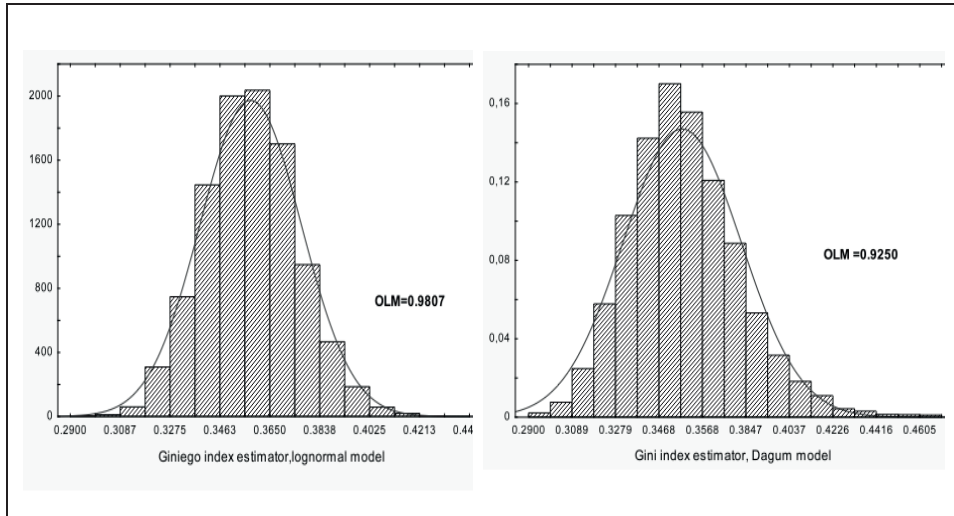 2000
1600
1200
800
400
0
OLM=0.9807
0.2900 0.3087 0.3275 0.3463 0.3650 0.3838 0.4025 0.4213 0.44
Giniego index estimator,lognormal model
0,16
0,12
0,08
0,04
0
OLM =0.9250
0.2900 0.3089 0.3279 0.3468 0.3568 0.3847 0.4037 0.4226 0.4416 0.4605
Gini index estimator, Dagum model